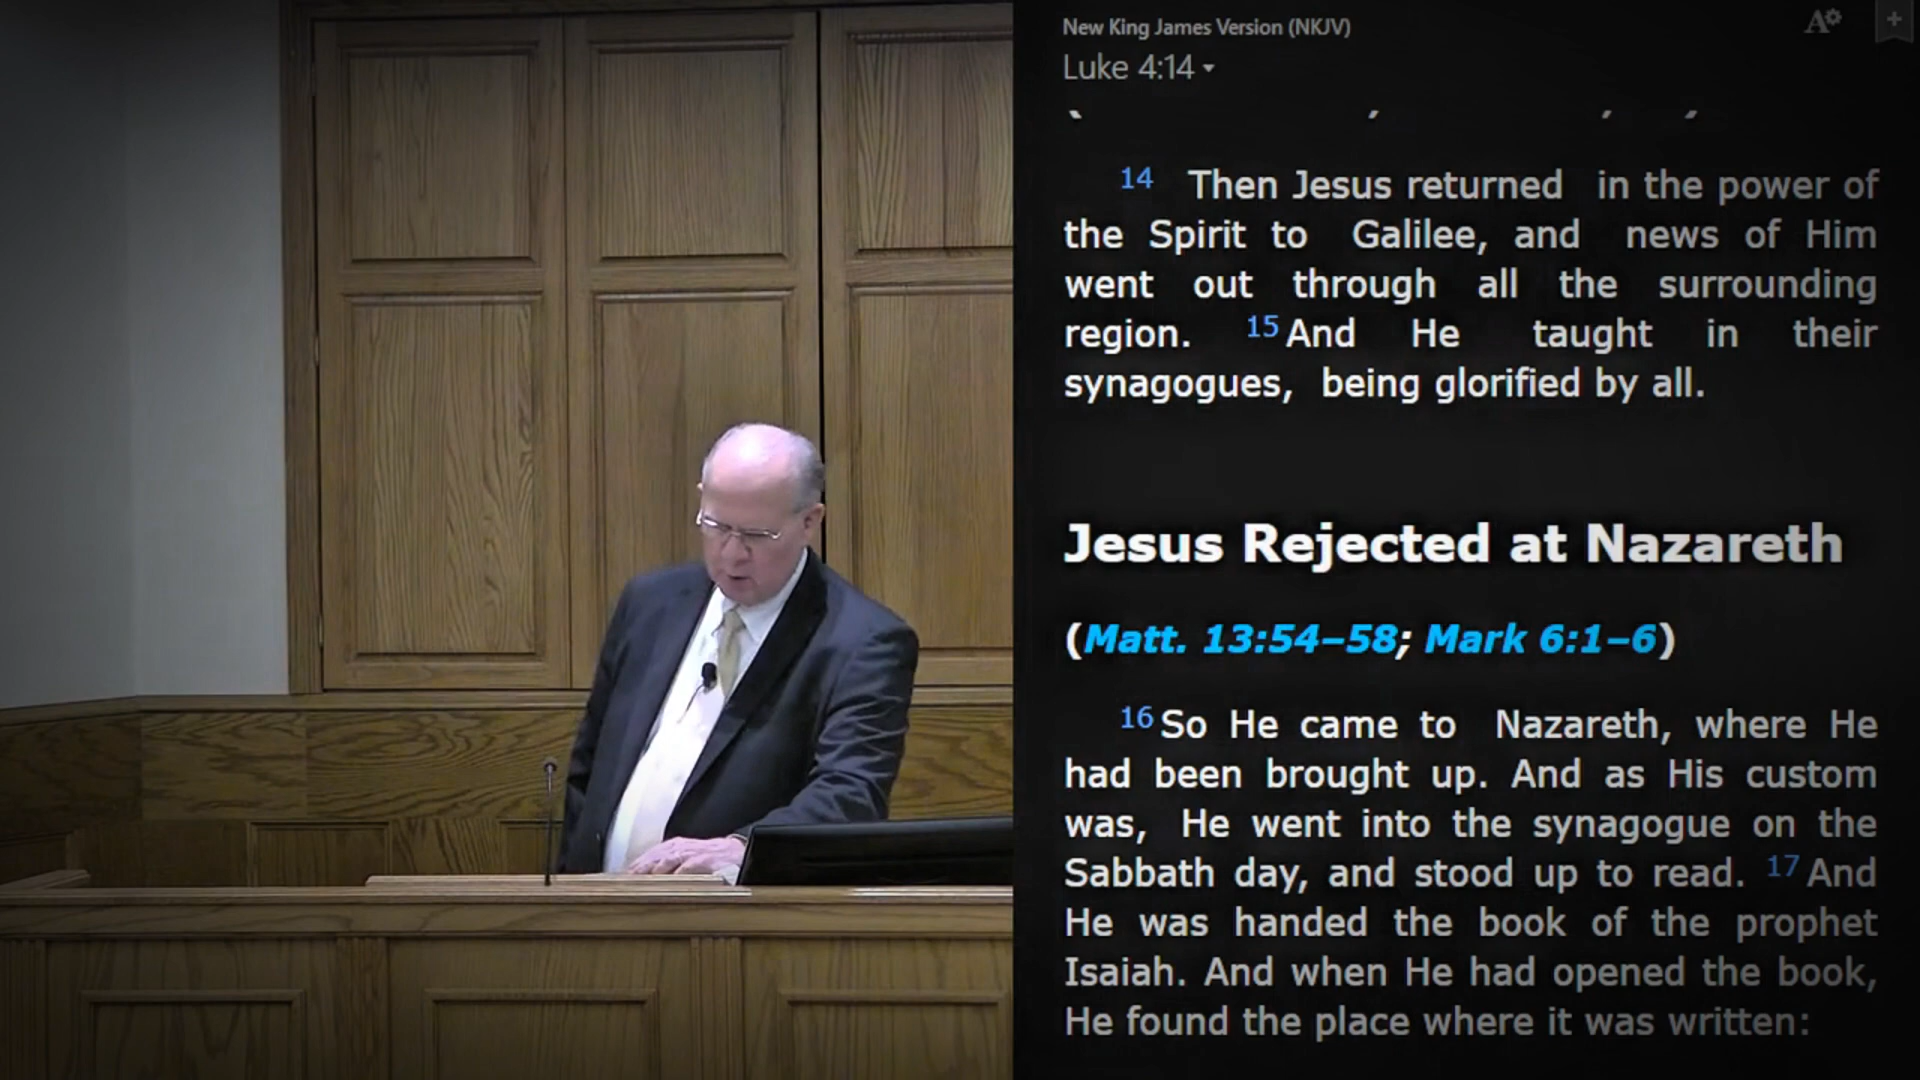 New King James Version (NKJV)
Luke 4:14
14 Then Jesus returned in the power of
the Spirit to Galilee, and news of Him
went out through all the surrounding
region. 15 And He taught in their
synagogues, being glorified by all.
Jesus Rejected at Nazareth
(Matt. 13:54–58; Mark 6:1–6)
16 So He came to Nazareth, where He
had been brought up. And as His custom
was, He went into the synagogue on the
Sabbath day, and stood up to read. 17 And
He was handed the book of the prophet
Isaiah. And when He had opened the book,
He found the place where it was written: